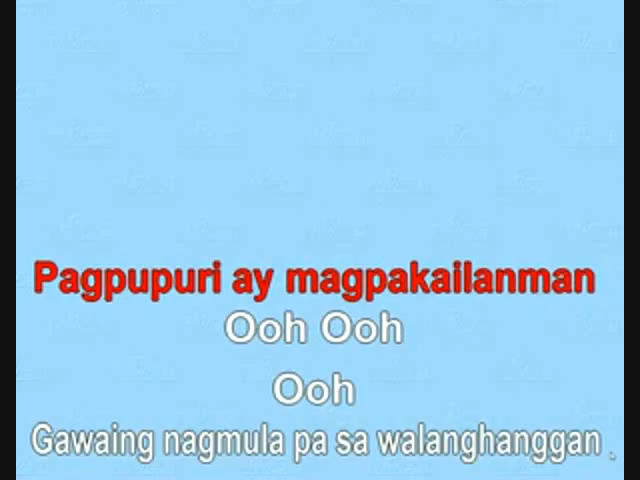 Pagpupuri ay magpakailanman
Ooh Ooh
Ooh
Gawaing nagmula pa sa walanghanggan